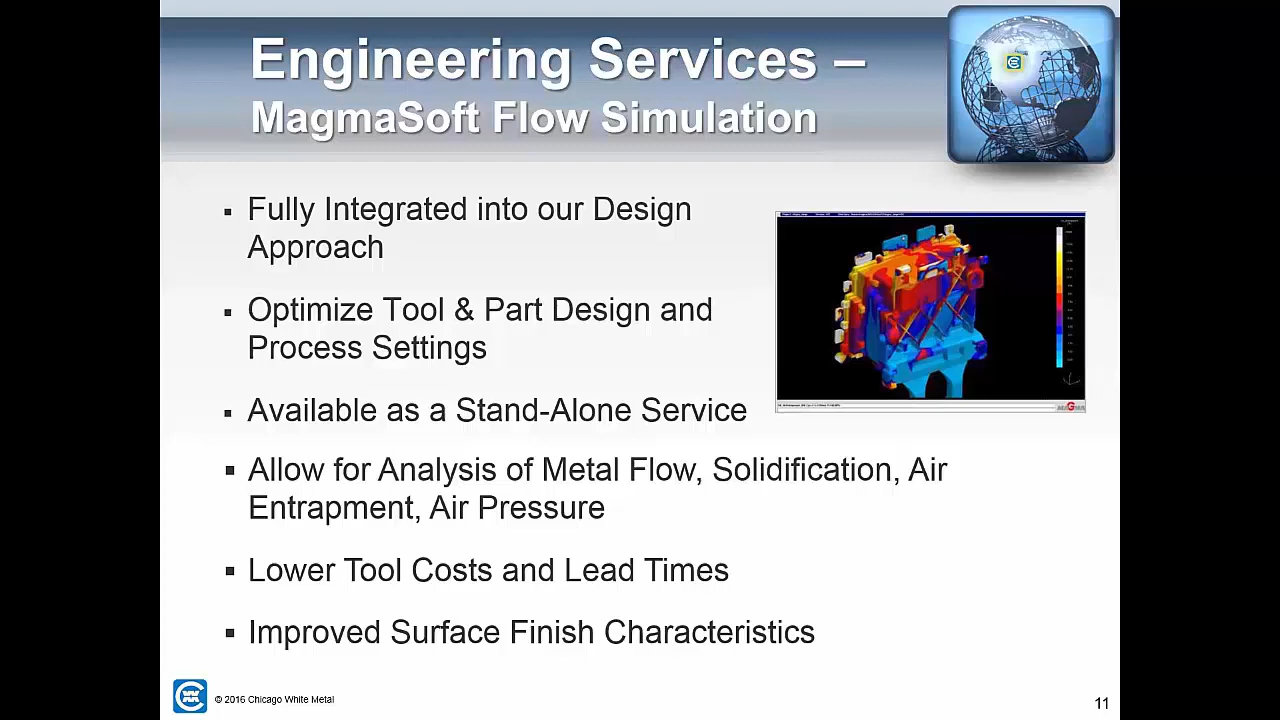 Engineering Services –
MagmaSoft Flow Simulation
▪ Fully Integrated into our Design
Approach
▪ Optimize Tool & Part Design and
Process Settings
▪ Available as a Stand-Alone Service
▪ Allow for Analysis of Metal Flow, Solidification, Air
Entrapment, Air Pressure
▪ Lower Tool Costs and Lead Times
▪ Improved Surface Finish Characteristics
MAGMA
© 2016 Chicago White Metal
11